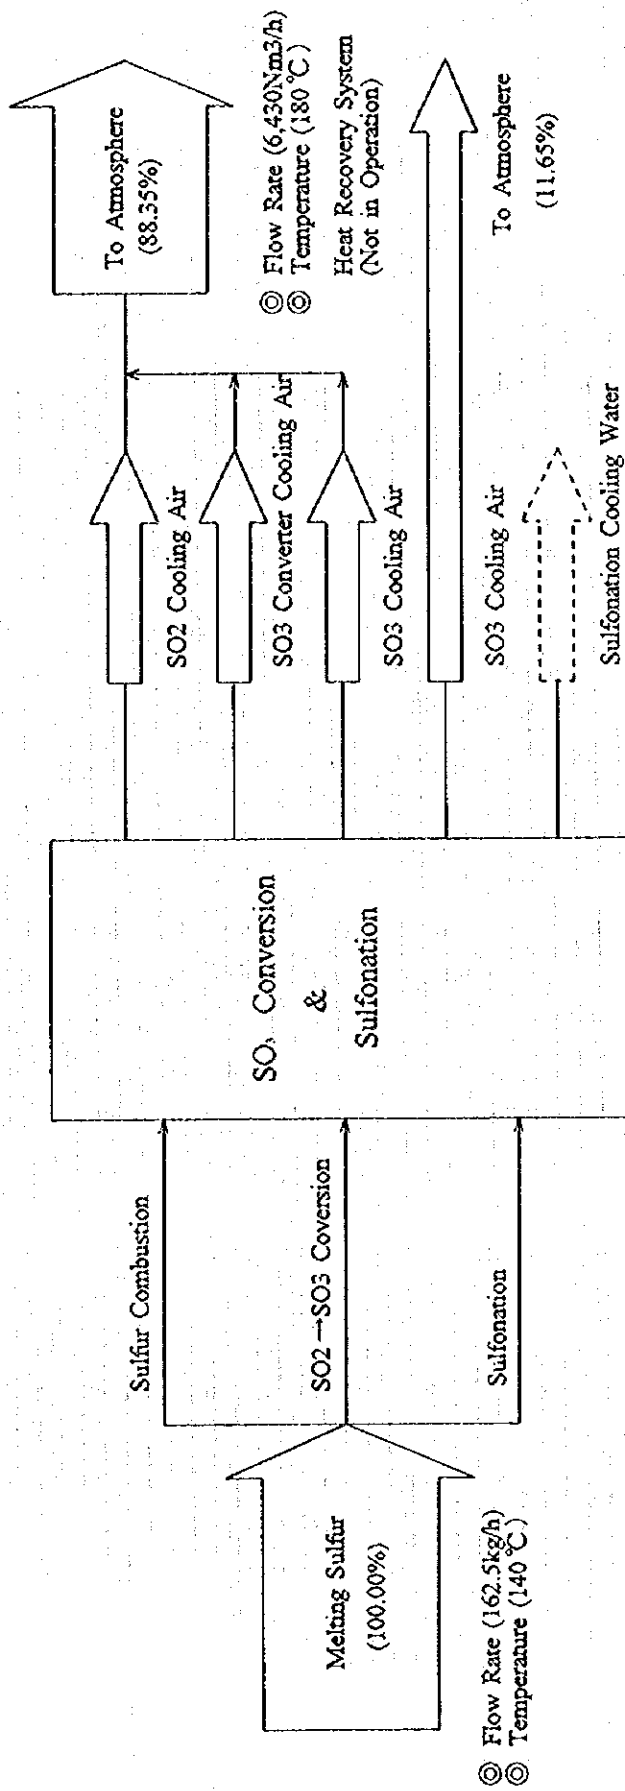 Melting Sulfur
(100.00%)
◎ Flow Rate (162.5kg/h)
◎ Temperature (140℃)
Sulfur Combustion
SO2→SO3 Coversion
Sulfonation
SO₃ Conversion
&
Sulfonation
SO2 Cooling Air
SO3 Converter Cooling Air
SO3 Cooling Air
SO3 Cooling Air
Sulfonation Cooling Water
To Atmosphere
(88.35%)
◎ Flow Rate (6,430Nm3/h)
◎ Temperature (180℃)
Heat Recovery System
(Not in Operation)
To Atmosphere
(11.65%)